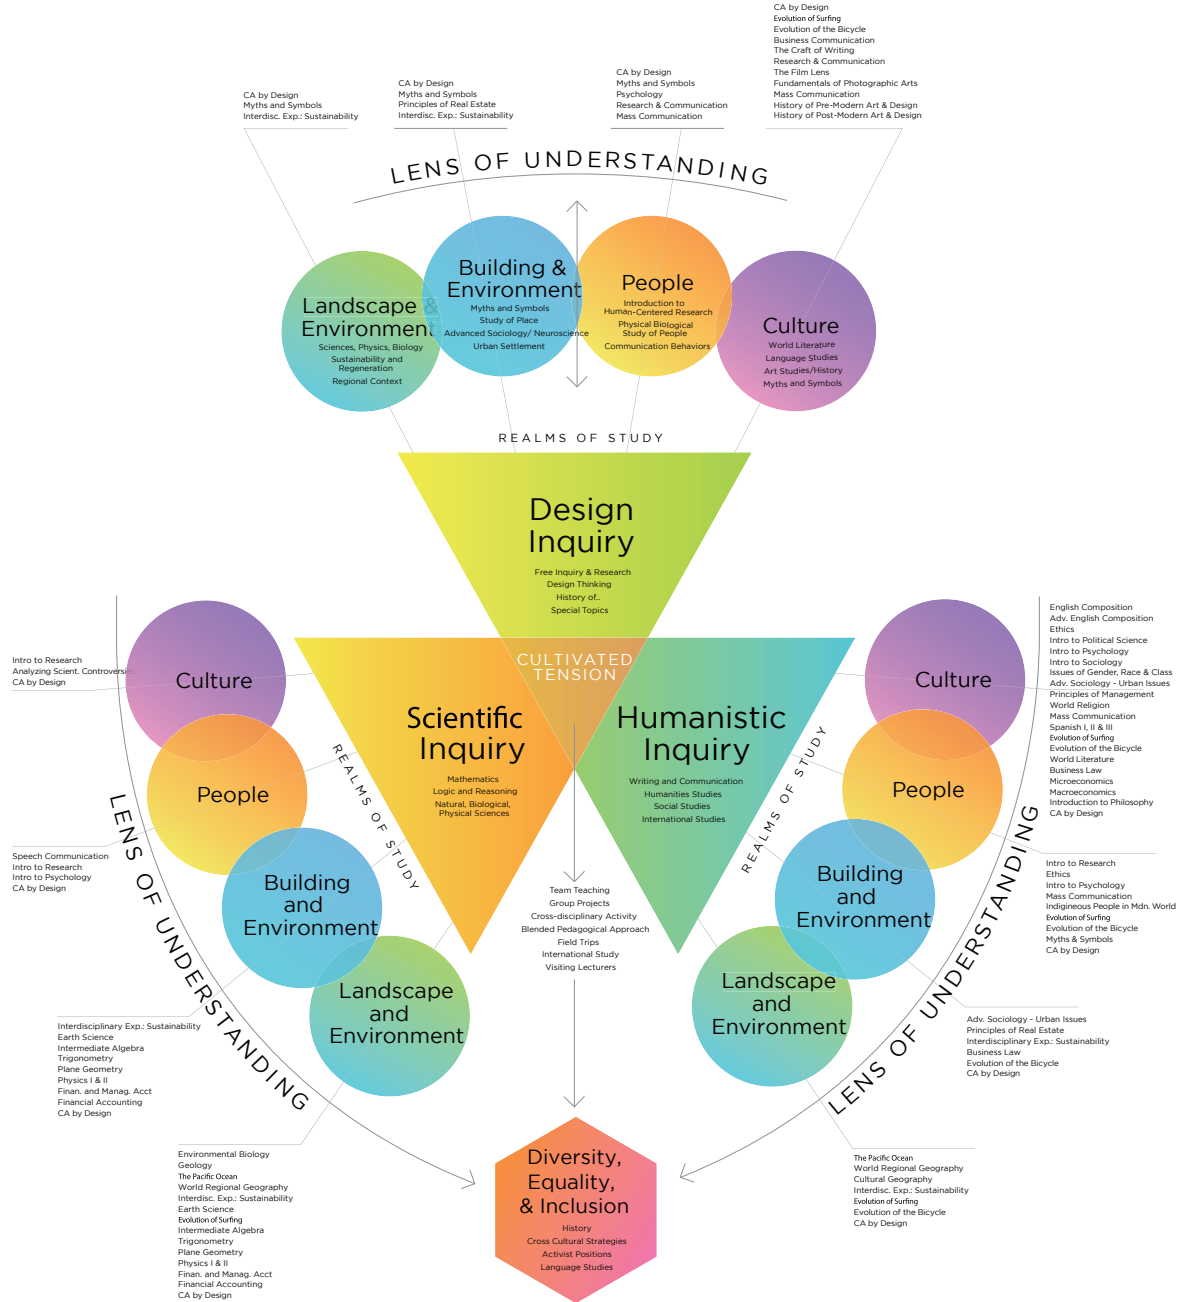 CA by Design
Evolution of Surfing
Evolution of the Bicycle
Business Communication
The Craft of Writing
Research & Communication
The Film Lens
Fundamentals of Photographic Arts
Mass Communication
History of Pre-Modern Art & Design
History of Post-Modern Art & Design
CA by Design
Myths and Symbols
Psychology
Research & Communication
Mass Communication
CA by Design
Myths and Symbols
Principles of Real Estate
Interdisc. Exp.: Sustainability
CA by Design
Myths and Symbols
Interdisc. Exp.: Sustainability
LENS OF UNDERSTANDING
Landscape &
Environment
Sciences, Physics, Biology
Sustainability and
Regeneration
Regional Context
Building &
Environment
Myths and Symbols
Study of Place
Advanced Sociology/ Neuroscience
Urban Settlement
People
Introduction to
Human-Centered Research
Physical Biological
Study of People
Communication Behaviors
Culture
World Literature
Language Studies
Art Studies/History
Myths and Symbols
REALMS OF STUDY
Design
Inquiry
Free Inquiry & Research
Design Thinking
History of..
Special Topics
CULTIVATED
TENSION
Scientific
Inquiry
Mathematics
Logic and Reasoning
Natural, Biological,
Physical Sciences
Humanistic
Inquiry
Writing and Communication
Humanities Studies
Social Studies
International Studies
REALMS OF STUDY
REALMS OF STUDY
Intro to Research
Analyzing Scient. Controversies
CA by Design
Culture
People
Building
and
Environment
Landscape
and
Environment
LENS OF UNDERSTANDING
Speech Communication
Intro to Research
Intro to Psychology
CA by Design
Interdisciplinary Exp.: Sustainability
Earth Science
Intermediate Algebra
Trigonometry
Plane Geometry
Physics I & II
Finan. and Manag. Acct
Financial Accounting
CA by Design
Environmental Biology
Geology
The Pacific Ocean
World Regional Geography
Interdisc. Exp.: Sustainability
Earth Science
Evolution of Surfing
Intermediate Algebra
Trigonometry
Plane Geometry
Physics I & II
Finan. and Manag. Acct
Financial Accounting
CA by Design
Team Teaching
Group Projects
Cross-disciplinary Activity
Blended Pedagogical Approach
Field Trips
International Study
Visiting Lecturers
Diversity,
Equality,
& Inclusion
History
Cross Cultural Strategies
Activist Positions
Language Studies
Culture
People
Building
and
Environment
Landscape
and
Environment
LENS OF UNDERSTANDING
English Composition
Adv. English Composition
Ethics
Intro to Political Science
Intro to Psychology
Intro to Sociology
Issues of Gender, Race & Class
Adv. Sociology - Urban Issues
Principles of Management
World Religion
Mass Communication
Spanish I, II & III
Evolution of Surfing
Evolution of the Bicycle
World Literature
Business Law
Microeconomics
Macroeconomics
Introduction to Philosophy
CA by Design
Intro to Research
Ethics
Intro to Psychology
Mass Communication
Indigineous People in Mdn. World
Evolution of Surfing
Evolution of the Bicycle
Myths & Symbols
CA by Design
Adv. Sociology - Urban Issues
Principles of Real Estate
Interdisciplinary Exp.: Sustainability
Business Law
Evolution of the Bicycle
CA by Design
The Pacific Ocean
World Regional Geography
Cultural Geography
Interdisc. Exp.: Sustainability
Evolution of Surfing
Evolution of the Bicycle
CA by Design